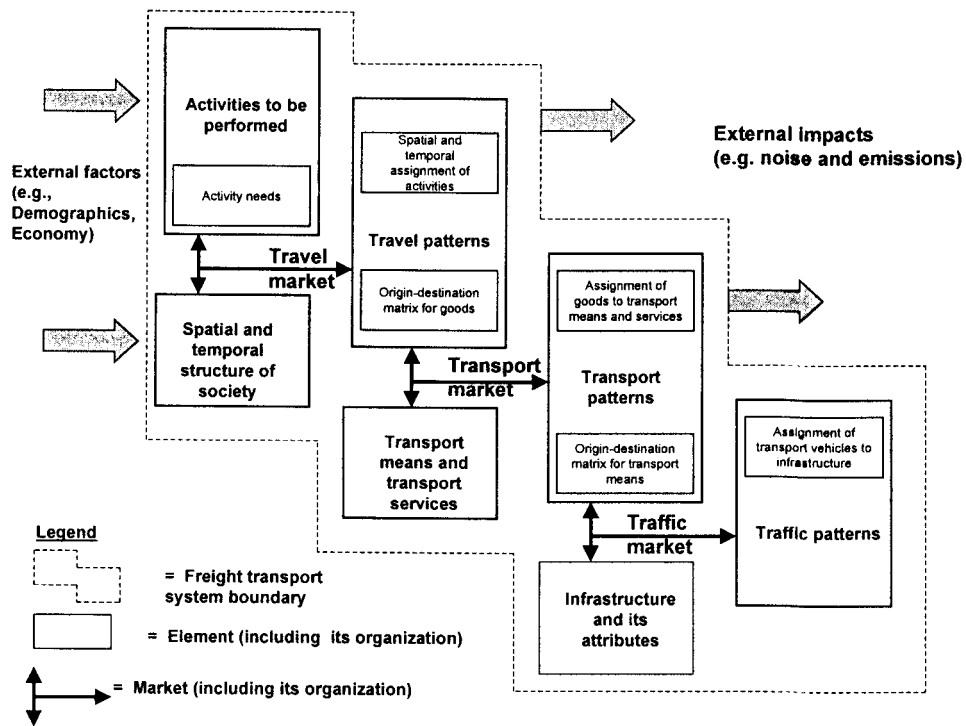 External factors
(e.g.,
Demographics,
Economy)
Activities to be
performed
Activity needs
Travel
market
Spatial and
temporal
structure of
society
Spatial and
temporal
assignment of
activities
Travel patterns
Origin-destination
matrix for goods
External impacts
(e.g. noise and emissions)
Transport
market
Transport
means and
transport
services
Assignment of
goods to transport
means and services
Transport
patterns
Origin-destination
matrix for transport
means
Traffic
market
Infrastructure
and its
attributes
Assignment of
transport vehicles to
infrastructure
Traffic patterns
Legend
= Freight transport
system boundary
= Element (including its organization)
= Market (including its organization)